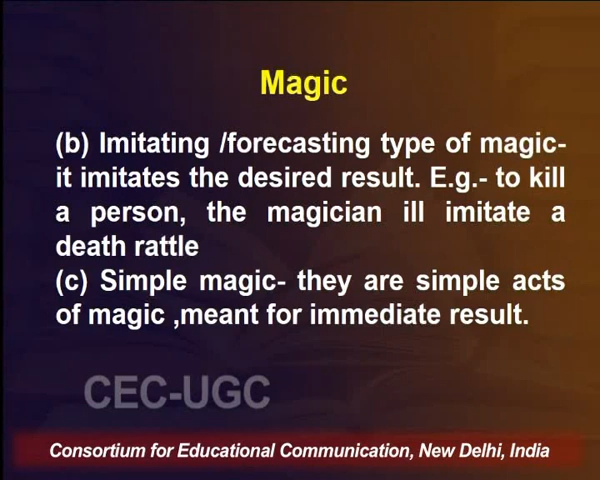 Magic
(b) Imitating /forecasting type of magic-
it imitates the desired result. E.g.- to kill
a person, the magician ill imitate a
death rattle
(c) Simple magic- they are simple acts
of magic ,meant for immediate result.
CEC-UGC
Consortium for Educational Communication, New Delhi, India